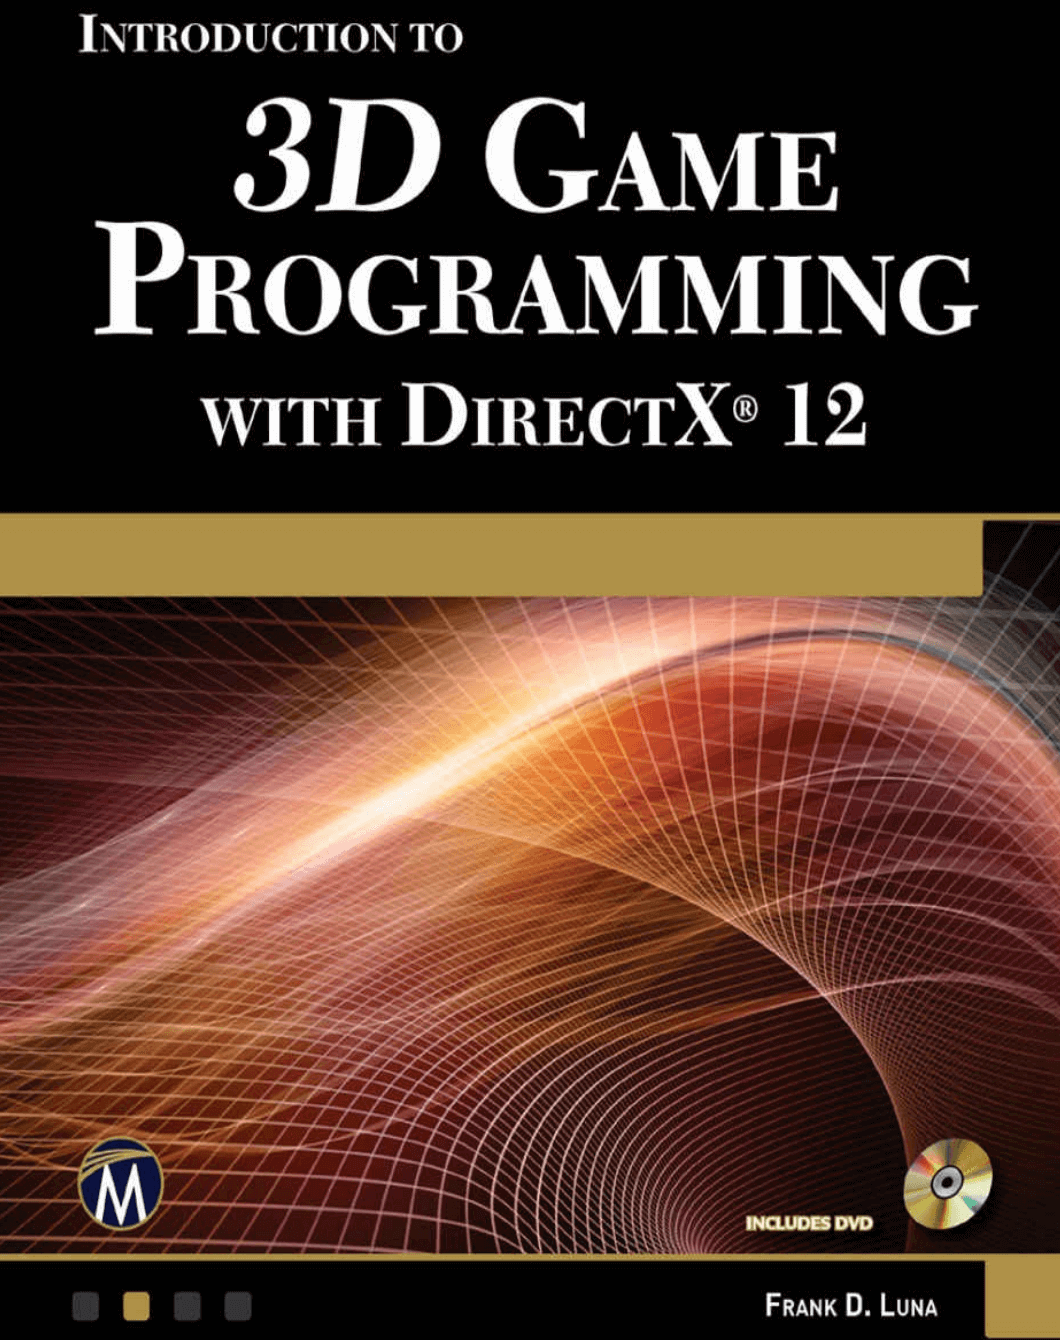 INTRODUCTION TO
3D GAME
PROGRAMMING
WITH DIRECTX® 12
M
INCLUDES DVD
FRANK D. LUNA